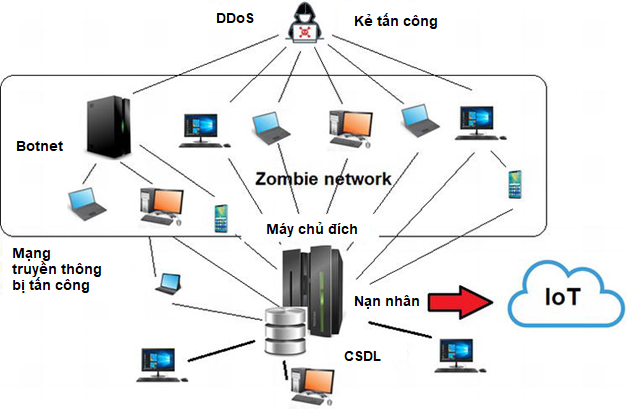 DDoS
Kẻ tấn công
Botnet
Zombie network
Máy chủ đích
Mạng
truyền thông
bị tấn công
Nạn nhân
IoT
CSDL